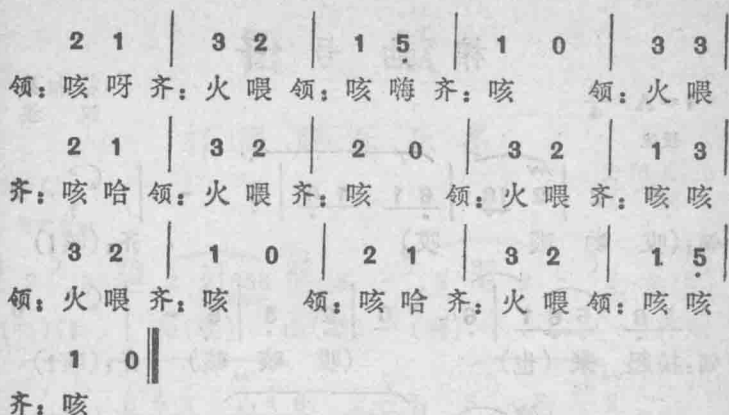 2 1 | 3 2 | 1 5̣ | 1 0 | 3 3 |
领：咳 呀 齐：火 喂 领：咳 嗨 齐：咳 领：火 喂
2 1 | 3 2 | 2 0 | 3 2 | 1 3 |
齐：咳 哈 领：火 喂 齐：咳 领：火 喂 齐：咳 咳
3 2 | 1 0 | 2 1 | 3 2 | 1 5̣ |
领：火 喂 齐：咳 领：咳 哈 齐：火 喂 领：咳 咳
1 0 ‖
齐：咳